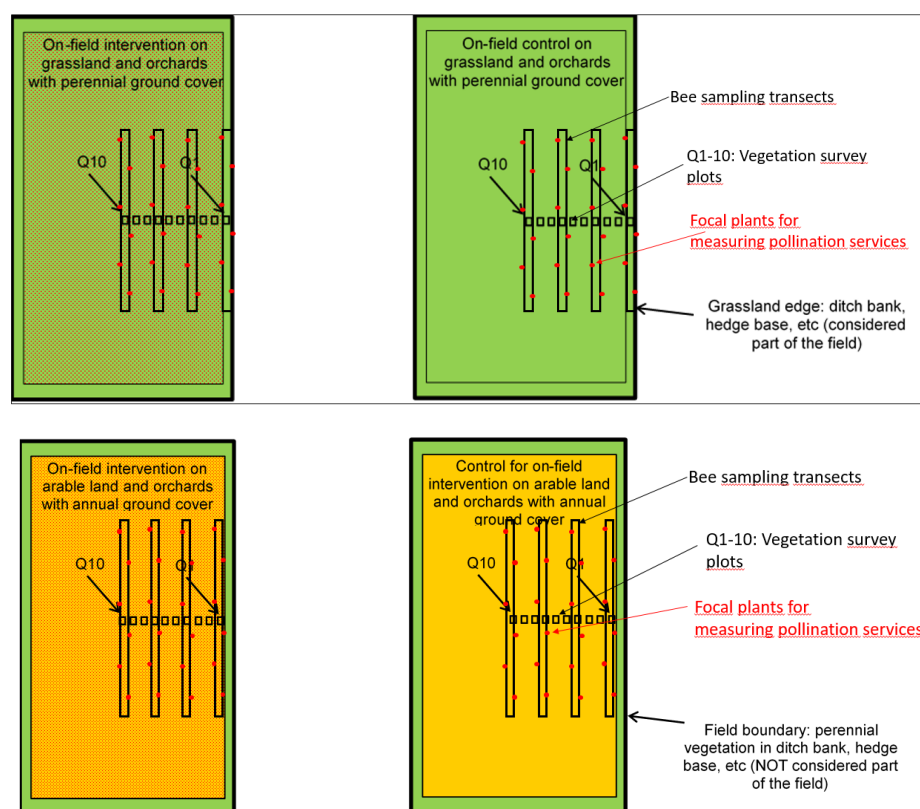 On-field intervention on
grassland and orchards
with perennial ground cover
Q10
Q1
On-field control on
grassland and orchards
with perennial ground cover
Q10
Q1
Bee sampling transects
Q1-10: Vegetation survey
plots
Focal plants for
measuring pollination services
Grassland edge: ditch bank,
hedge base, etc (considered
part of the field)
On-field intervention on
arable land and orchards
with annual ground cover
Q10
Q1
Control for on-field
intervention on arable land
and orchards with annual
ground cover
Q10
Q1
Bee sampling transects
Q1-10: Vegetation survey
plots
Focal plants for
measuring pollination services
Field boundary: perennial
vegetation in ditch bank, hedge
base, etc (NOT considered part
of the field)